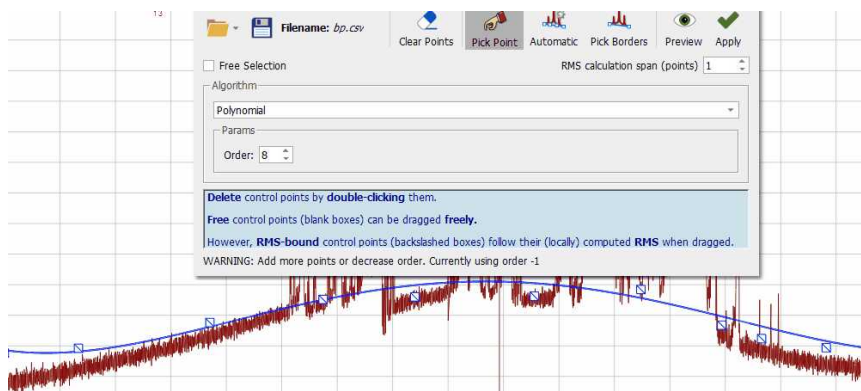 13
Filename: bp.csv
Clear Points Pick Point Automatic Pick Borders Preview Apply
Free Selection RMS calculation span (points) 1
Algorithm
Polynomial
Params
Order: 8
Delete control points by double-clicking them.
Free control points (blank boxes) can be dragged freely.
However, RMS-bound control points (backslashed boxes) follow their (locally) computed RMS when dragged.
WARNING: Add more points or decrease order. Currently using order -1